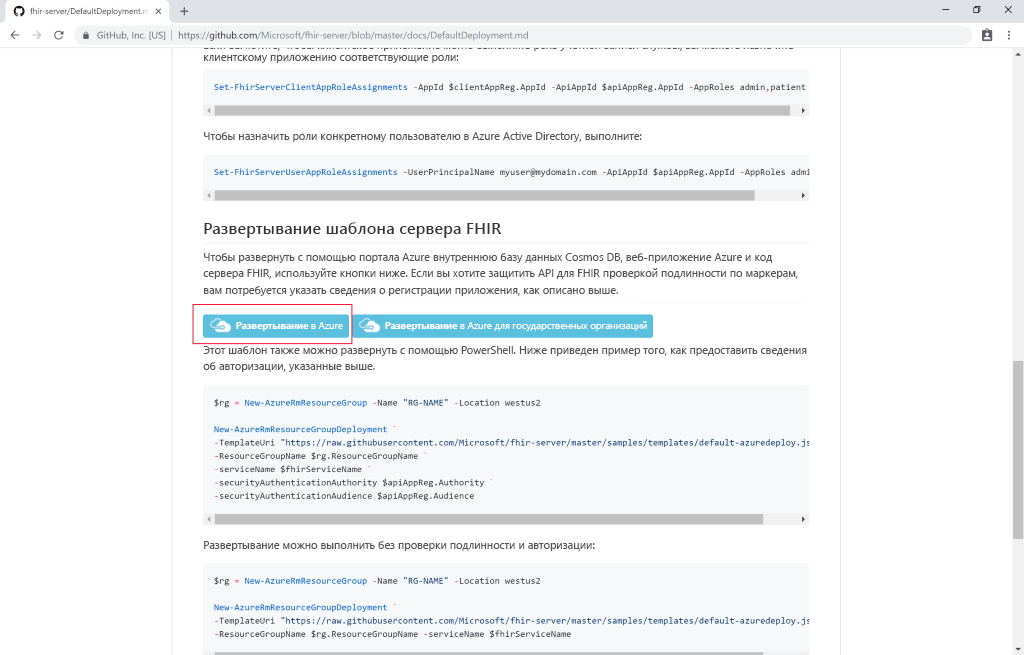 fhir-server/DefaultDeployment.m
GitHub, Inc. [US] https://github.com/Microsoft/fhir-server/blob/master/docs/DefaultDeployment.md
клиентскому приложению соответствующие роли:
Set-FhirServerClientAppRoleAssignments -AppId $clientAppReg.AppId -ApiAppId $apiAppReg.AppId -AppRoles admin,patient
Чтобы назначить роли конкретному пользователю в Azure Active Directory, выполните:
Set-FhirServerUserAppRoleAssignments -UserPrincipalName myuser@mydomain.com -ApiAppId $apiAppReg.AppId -AppRoles admi
Развертывание шаблона сервера FHIR
Чтобы развернуть с помощью портала Azure внутреннюю базу данных Cosmos DB, веб-приложение Azure и код
сервера FHIR, используйте кнопки ниже. Если вы хотите защитить API для FHIR проверкой подлинности по маркерам,
вам потребуется указать сведения о регистрации приложения, как описано выше.
Развертывание в Azure Развертывание в Azure для государственных организаций
Этот шаблон также можно развернуть с помощью PowerShell. Ниже приведен пример того, как предоставить сведения
об авторизации, указанные выше.
$rg = New-AzureRmResourceGroup -Name "RG-NAME" -Location westus2
New-AzureRmResourceGroupDeployment `
-TemplateUri "https://raw.githubusercontent.com/Microsoft/fhir-server/master/samples/templates/default-azuredeploy.js
-ResourceGroupName $rg.ResourceGroupName `
-serviceName $fhirServiceName `
-securityAuthenticationAuthority $apiAppReg.Authority `
-securityAuthenticationAudience $apiAppReg.Audience
Развертывание можно выполнить без проверки подлинности и авторизации:
$rg = New-AzureRmResourceGroup -Name "RG-NAME" -Location westus2
New-AzureRmResourceGroupDeployment `
-TemplateUri "https://raw.githubusercontent.com/Microsoft/fhir-server/master/samples/templates/default-azuredeploy.js
-ResourceGroupName $rg.ResourceGroupName -serviceName $fhirServiceName